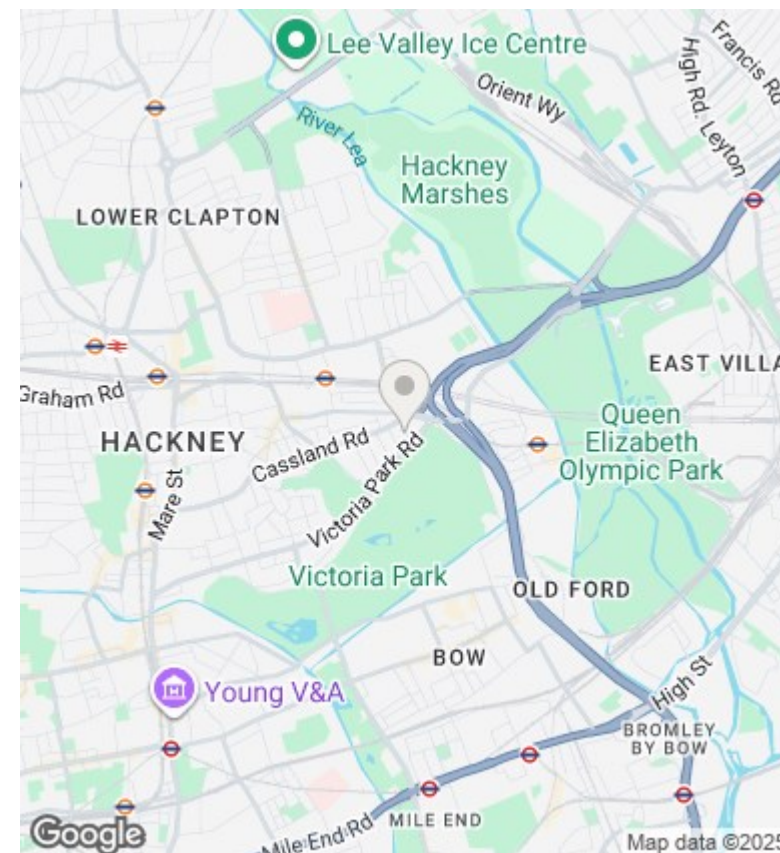 Lee Valley Ice Centre
Francis Rd
High Rd. Leyton
Orient Wy
River Lea
Hackney
Marshes
LOWER CLAPTON
EAST VILLA
Graham Rd
Queen
Elizabeth
Olympic Park
HACKNEY
Cassland Rd
Mare St
Victoria Park Rd
Victoria Park
OLD FORD
BOW
High St
Young V&A
BROMLEY
BY BOW
Mile End Rd
MILE END
Google
Map data ©2025